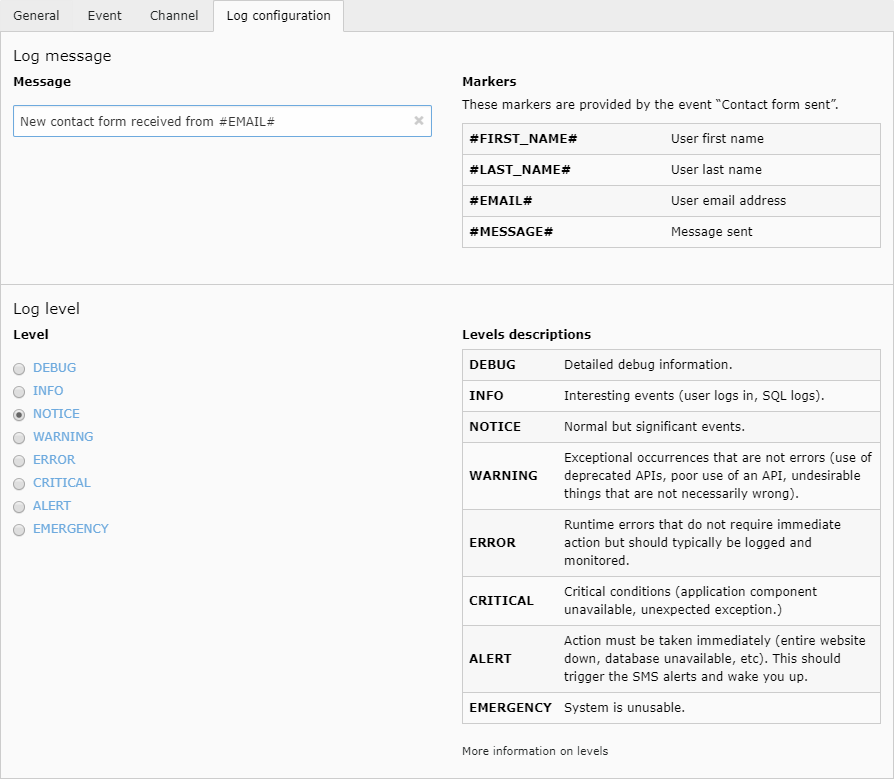 General Event Channel Log configuration
Log message
Message
New contact form received from #EMAIL#
Markers
These markers are provided by the event “Contact form sent”.
#FIRST_NAME# User first name
#LAST_NAME# User last name
#EMAIL# User email address
#MESSAGE# Message sent
Log level
Level
DEBUG
INFO
NOTICE
WARNING
ERROR
CRITICAL
ALERT
EMERGENCY
Levels descriptions
DEBUG Detailed debug information.
INFO Interesting events (user logs in, SQL logs).
NOTICE Normal but significant events.
WARNING Exceptional occurrences that are not errors (use of
deprecated APIs, poor use of an API, undesirable
things that are not necessarily wrong).
ERROR Runtime errors that do not require immediate
action but should typically be logged and
monitored.
CRITICAL Critical conditions (application component
unavailable, unexpected exception.)
ALERT Action must be taken immediately (entire website
down, database unavailable, etc). This should
trigger the SMS alerts and wake you up.
EMERGENCY System is unusable.
More information on levels